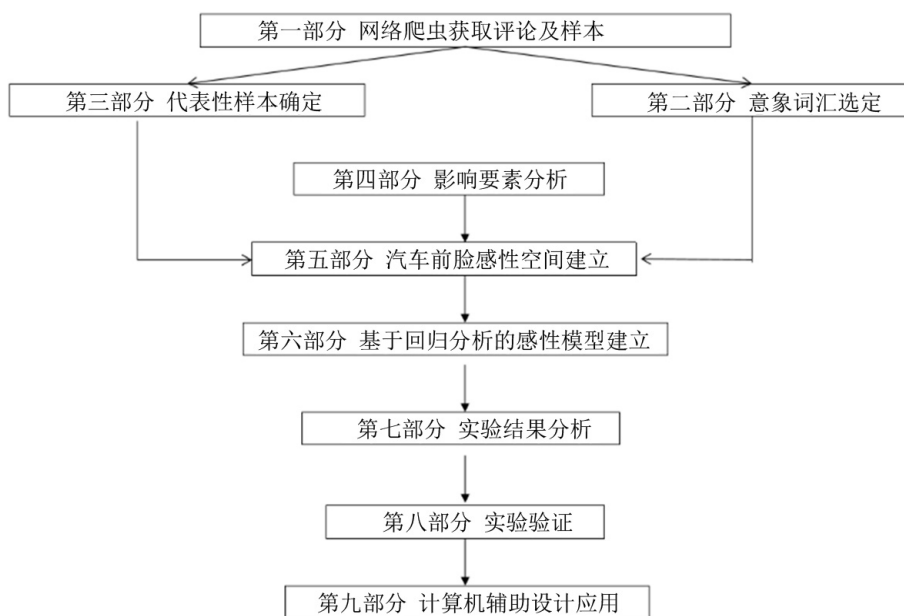 第一部分 网络爬虫获取评论及样本
第三部分 代表性样本确定
第二部分 意象词汇选定
第四部分 影响要素分析
第五部分 汽车前脸感性空间建立
第六部分 基于回归分析的感性模型建立
第七部分 实验结果分析
第八部分 实验验证
第九部分 计算机辅助设计应用